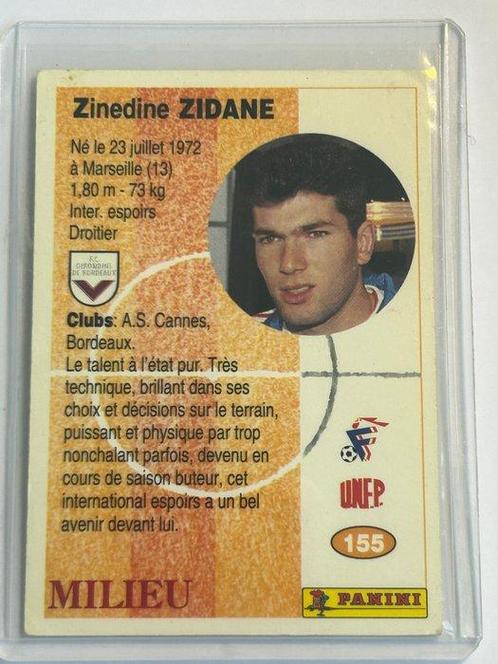 Zinedine ZIDANE
Né le 23 juillet 1972
à Marseille (13)
1,80 m - 73 kg
Inter. espoirs
Droitier
F.C.
GIRONDINS
DE BORDEAUX
Clubs: A.S. Cannes,
Bordeaux.
Le talent à l'état pur. Très
technique, brillant dans ses
choix et décisions sur le terrain,
puissant et physique par trop
nonchalant parfois, devenu en
cours de saison buteur, cet
international espoirs a un bel
avenir devant lui.
U.N.F.P.
155
MILIEU
PANINI